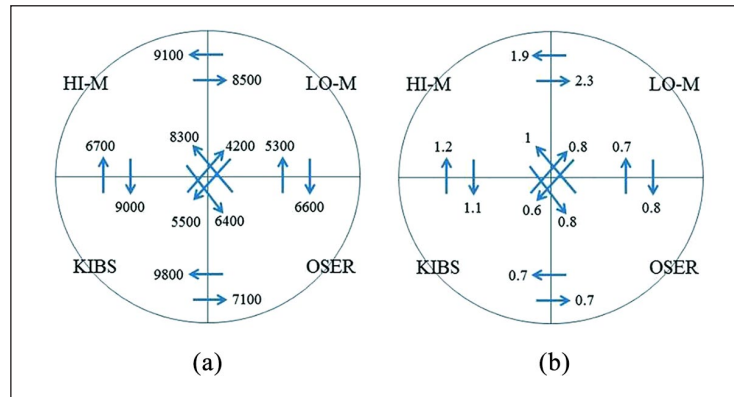 9100
8500
HI-M
LO-M
8300
4200
6700
5300
9000
6600
5500
6400
KIBS
OSER
9800
7100
(a)
1.9
2.3
HI-M
LO-M
1
0.8
1.2
0.7
1.1
0.8
0.6
0.8
KIBS
OSER
0.7
0.7
(b)